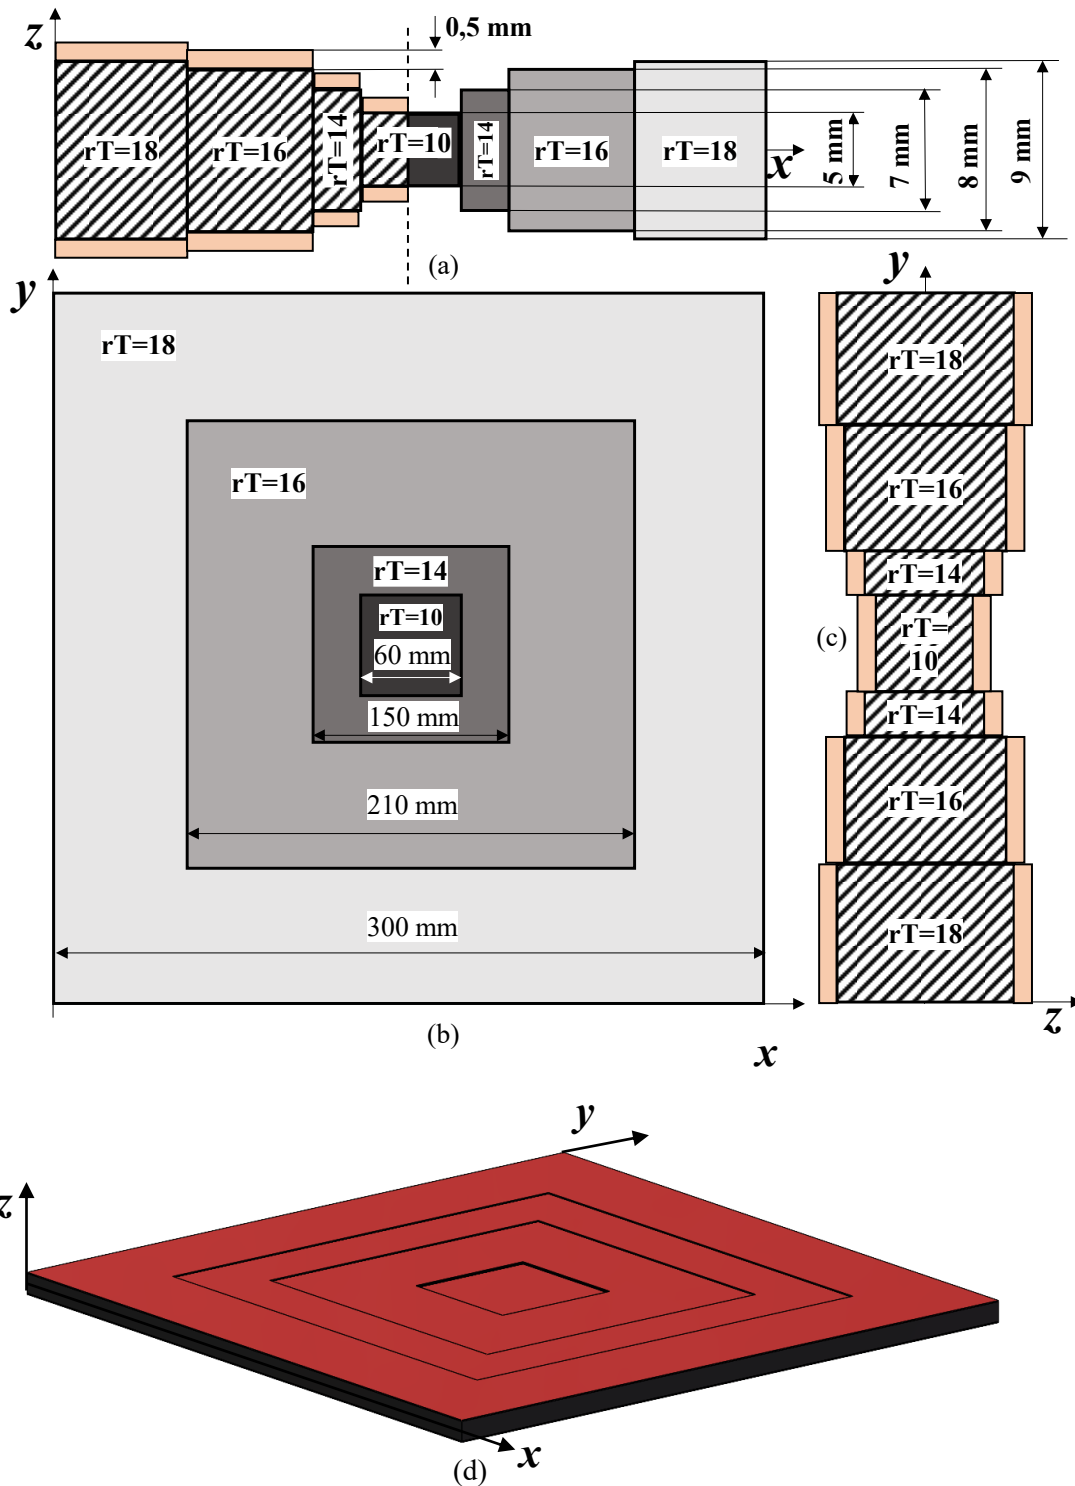 z
0,5 mm
rT=18
rT=16
rT=14
rT=10
rT=14
rT=16
rT=18
x
5 mm
7 mm
8 mm
9 mm
(a)
y
rT=18
rT=16
rT=14
rT=10
60 mm
150 mm
210 mm
300 mm
x
(b)
y
rT=18
rT=16
rT=14
rT=
10
rT=14
rT=16
rT=18
(c)
z
y
z
x
(d)